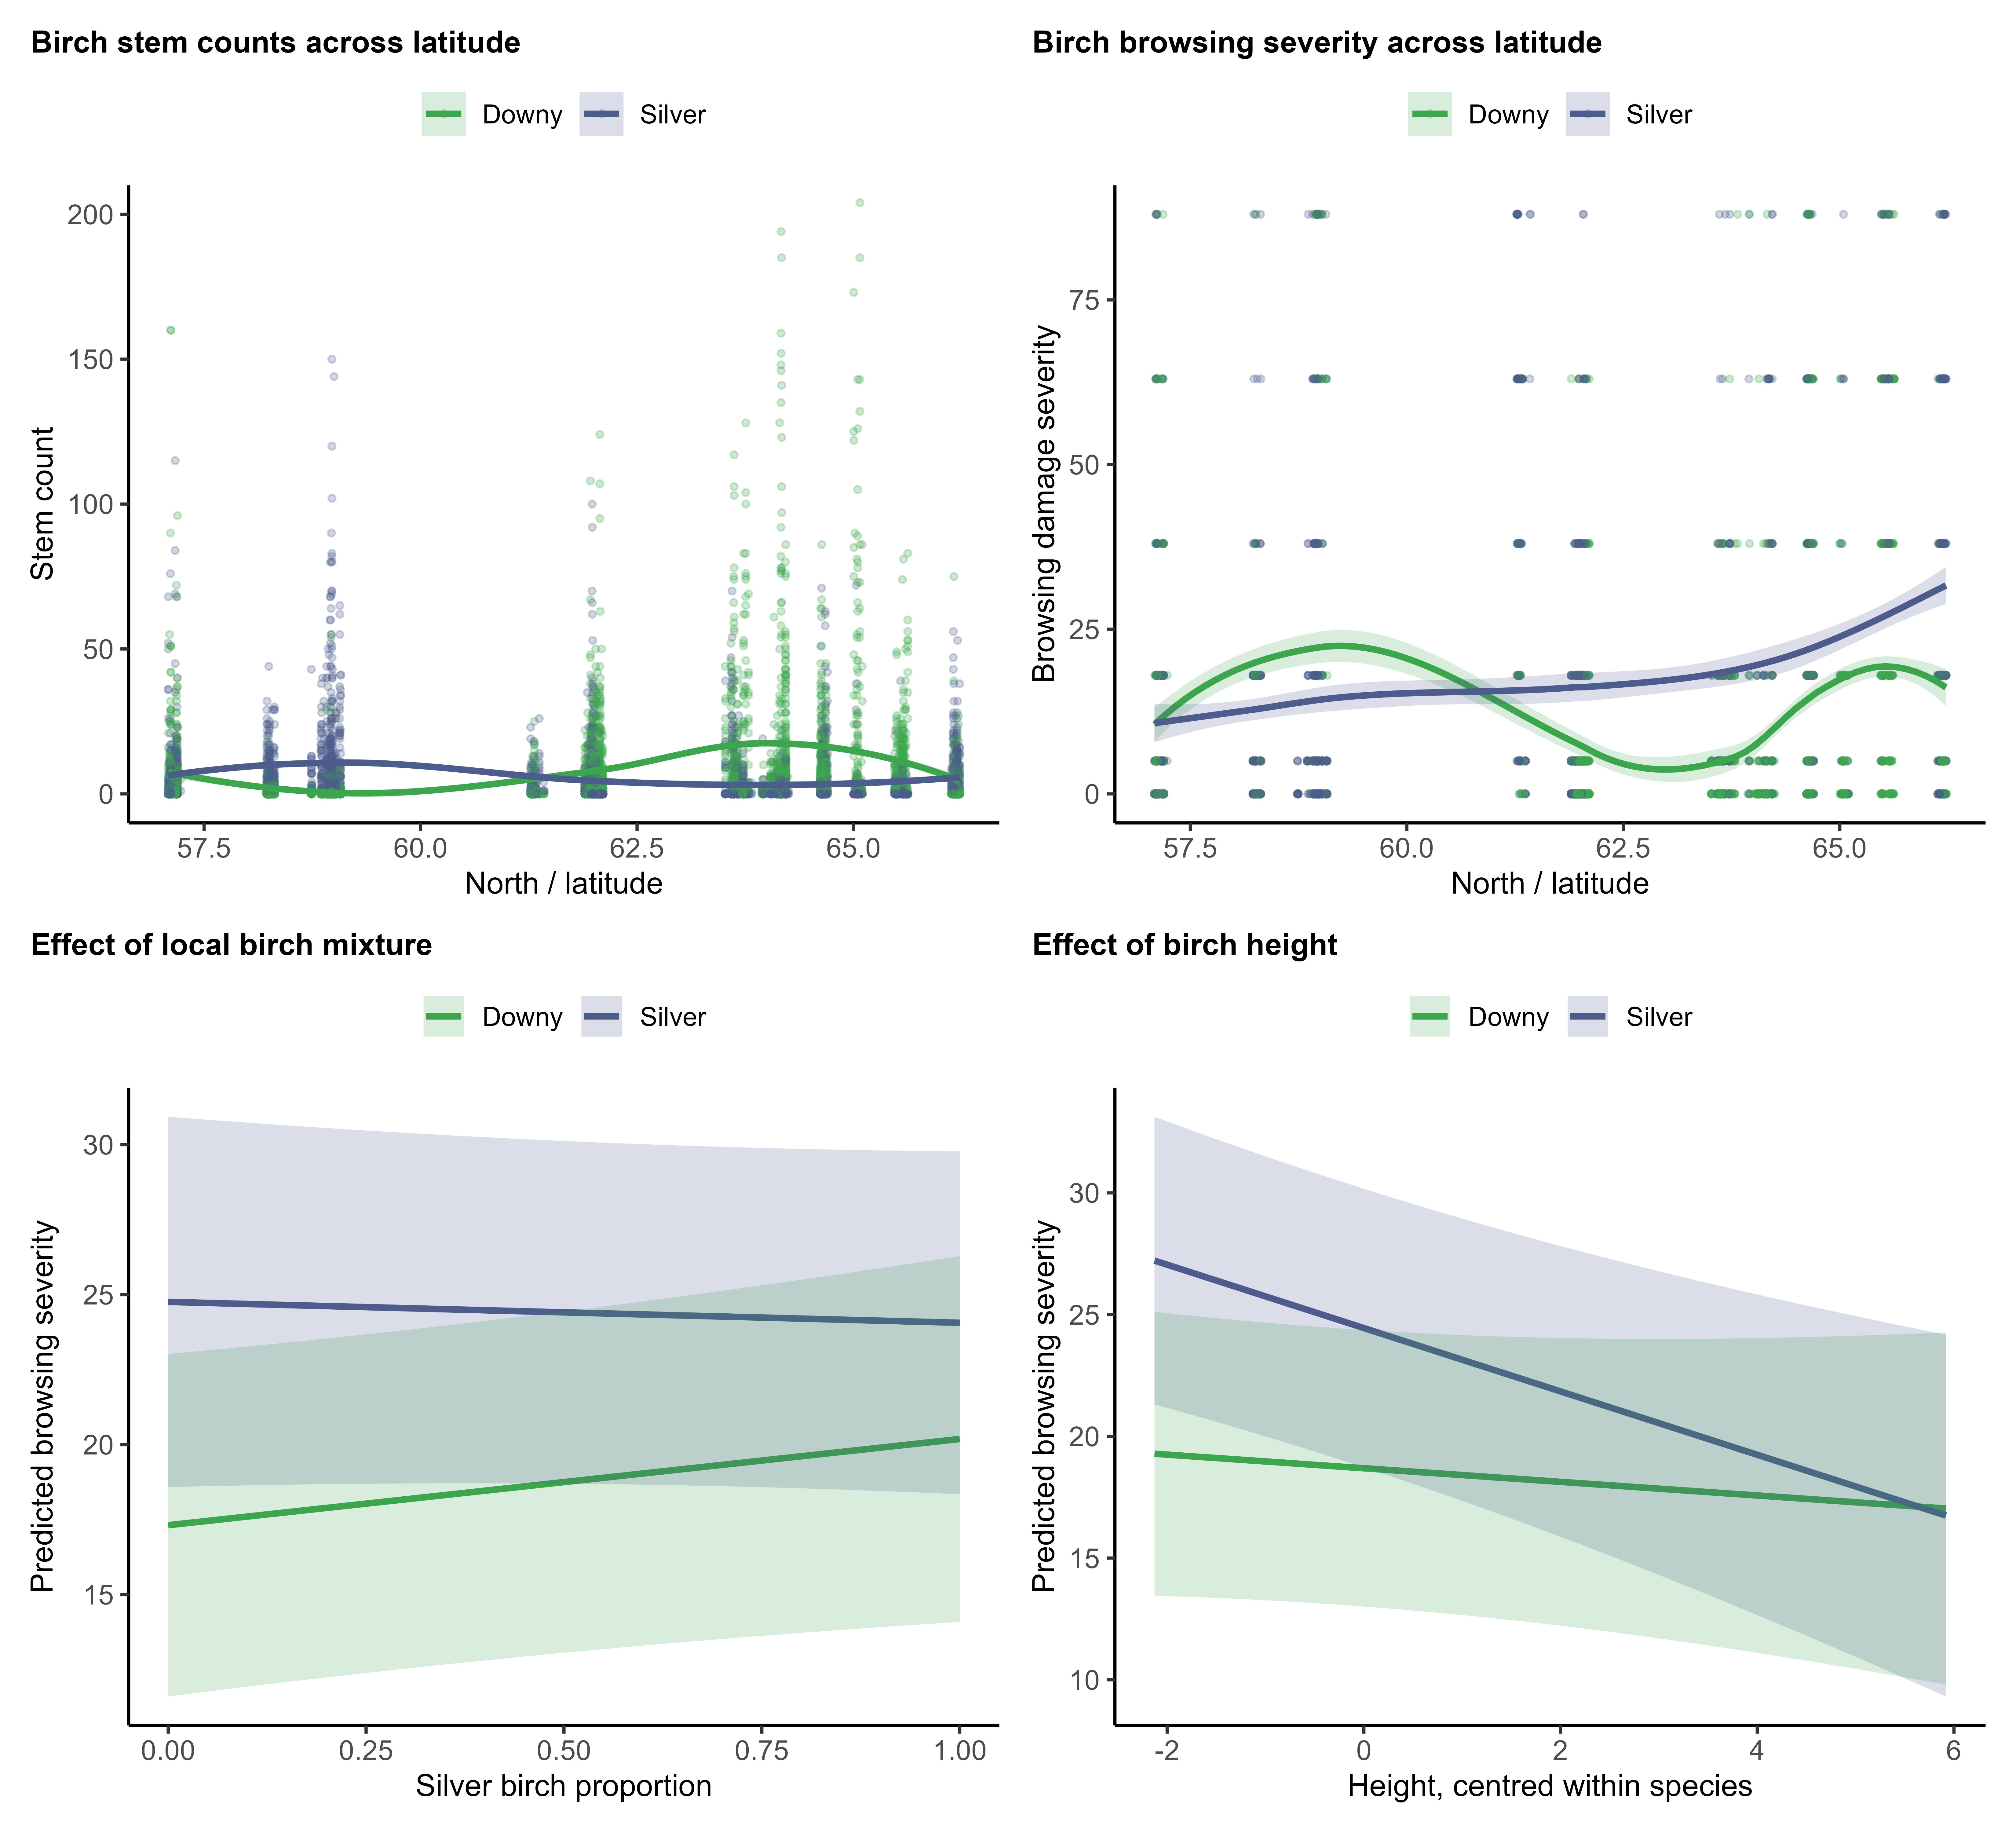 Birch stem counts across latitude
Downy Silver
Stem count
200
150
100
50
0
57.5 60.0 62.5 65.0
North / latitude
Birch browsing severity across latitude
Downy Silver
Browsing damage severity
75
50
25
0
57.5 60.0 62.5 65.0
North / latitude
Effect of local birch mixture
Downy Silver
Predicted browsing severity
30
25
20
15
0.00 0.25 0.50 0.75 1.00
Silver birch proportion
Effect of birch height
Downy Silver
Predicted browsing severity
30
25
20
15
10
-2 0 2 4 6
Height, centred within species